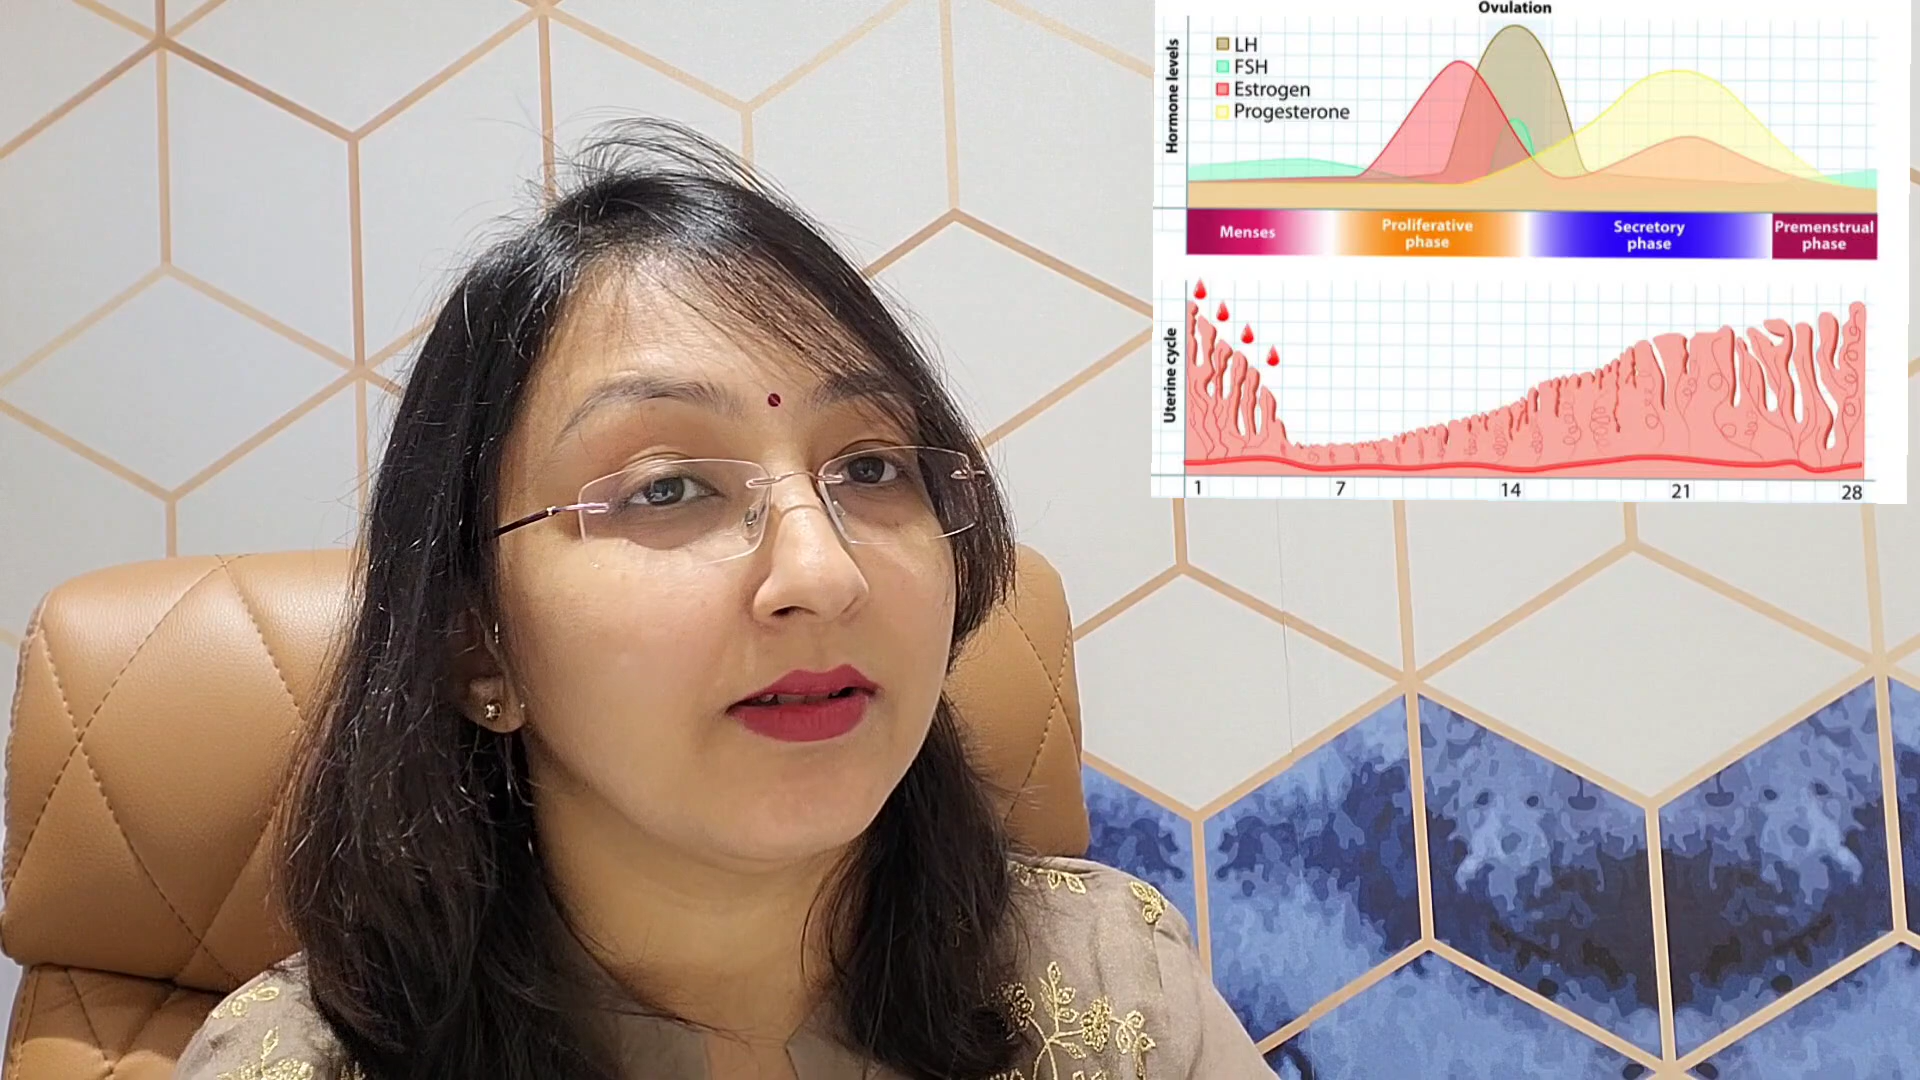 Ovulation
Hormone levels
LH
FSH
Estrogen
Progesterone
Menses
Proliferative
phase
Secretory
phase
Premenstrual
phase
Uterine cycle
1 7 14 21 28